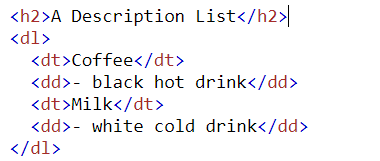 <h2>A Description List</h2>
<dl>
<dt>Coffee</dt>
<dd>- black hot drink</dd>
<dt>Milk</dt>
<dd>- white cold drink</dd>
</dl>